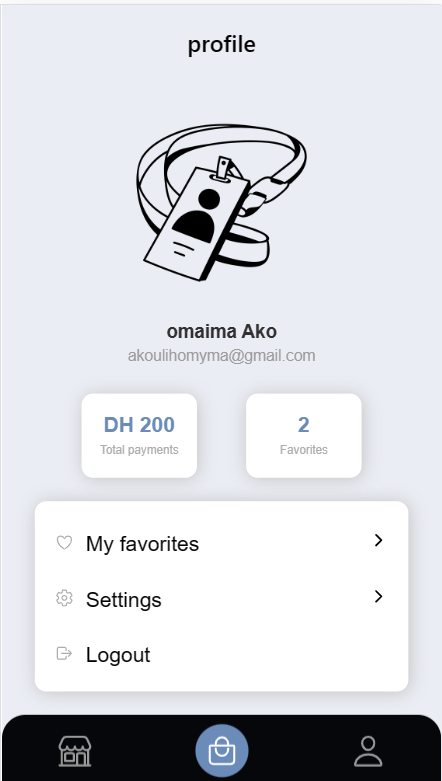 profile
omaima Ako
akoulihomyma@gmail.com
DH 200
Total payments
2
Favorites
My favorites
Settings
Logout